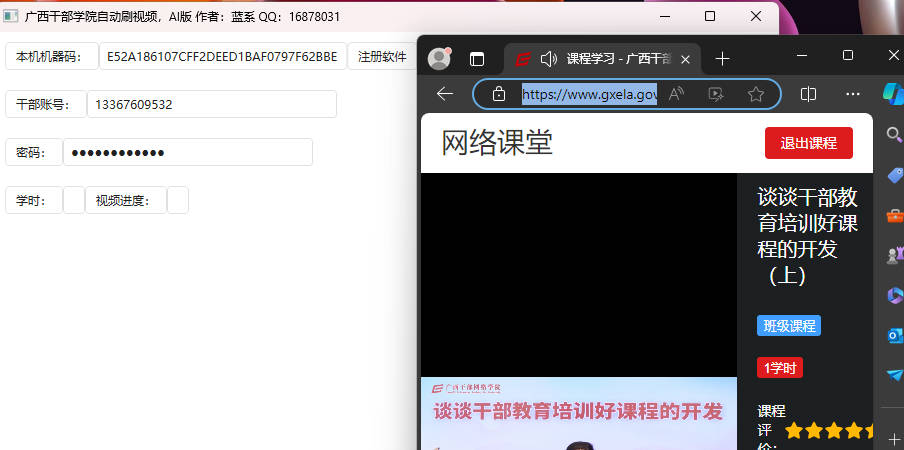 广西干部学院自动刷视频，AI版 作者：蓝系 QQ：16878031
本机机器码：
E52A186107CFF2DEED1BAF0797F62BBE
注册软件
干部账号：
13367609532
密码：
●●●●●●●●●●●●
学时：
视频进度：
课程学习 - 广西干部
https://www.gxela.gov
网络课堂
退出课程
谈谈干部教
育培训好课
程的开发
（上）
班级课程
1学时
课程
评
价：
广西干部网络学院
谈谈干部教育培训好课程的开发